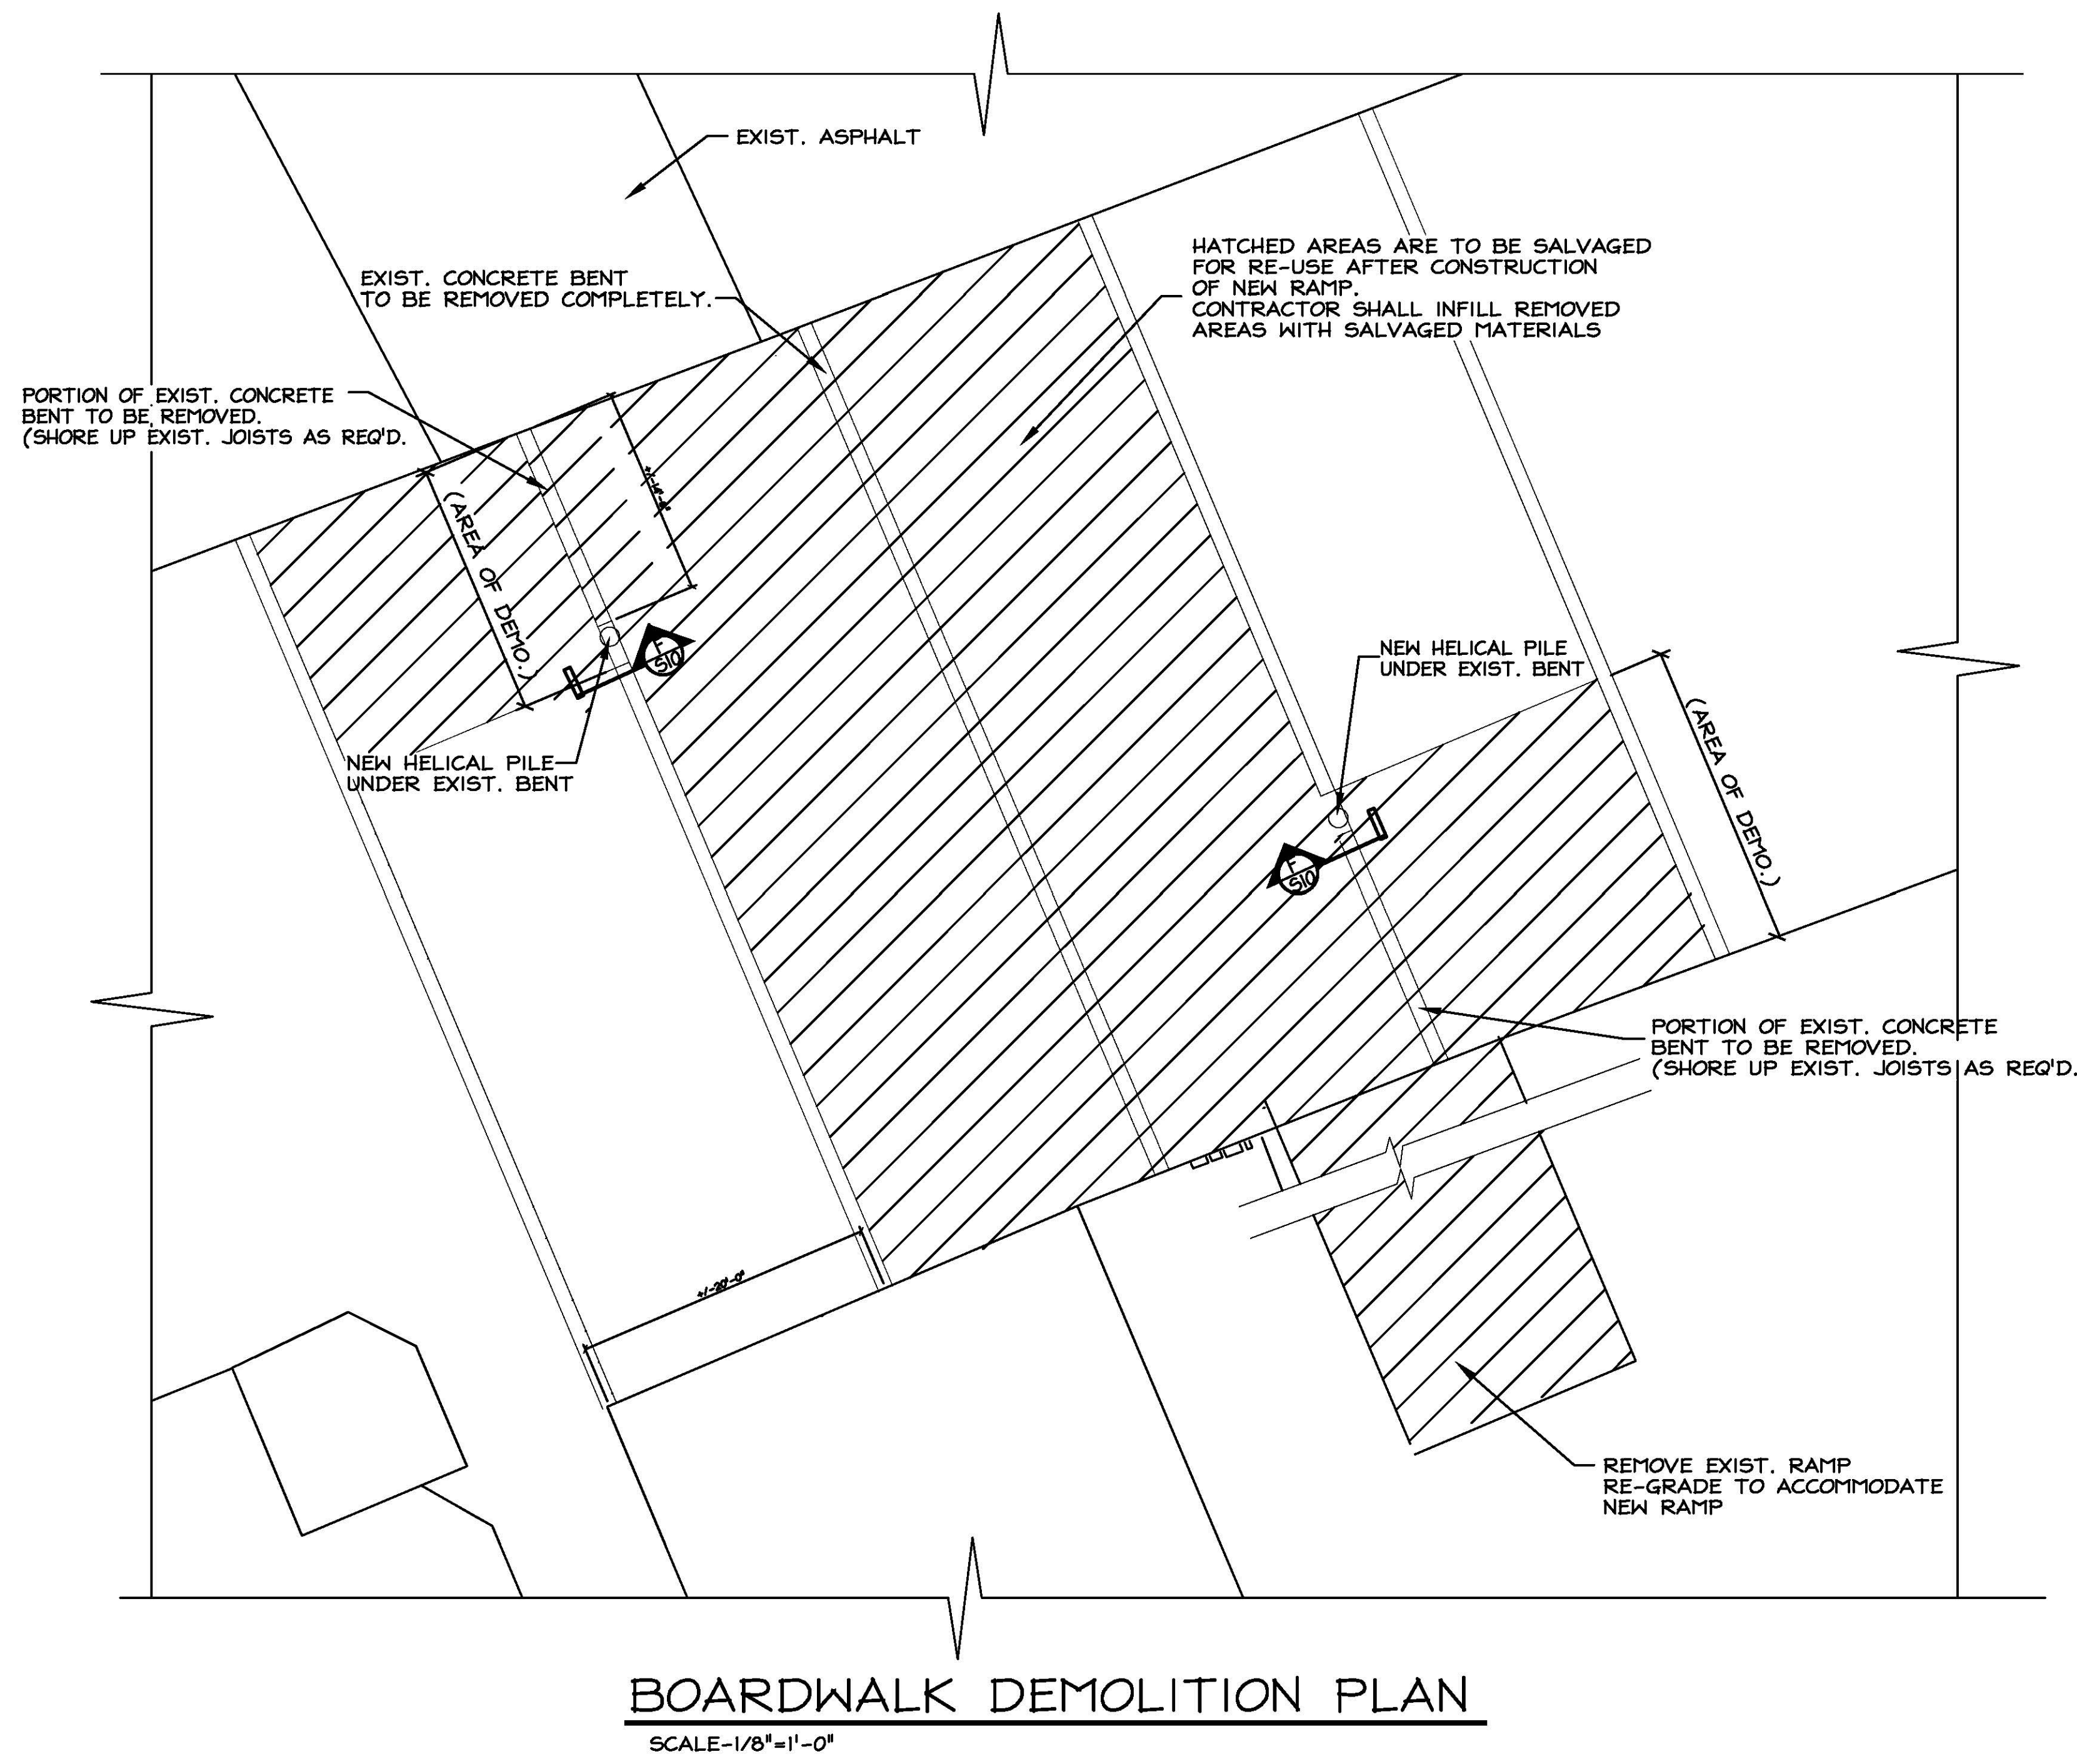 EXIST. ASPHALT
HATCHED AREAS ARE TO BE SALVAGED
FOR RE-USE AFTER CONSTRUCTION
OF NEW RAMP.
CONTRACTOR SHALL INFILL REMOVED
AREAS WITH SALVAGED MATERIALS
EXIST. CONCRETE BENT
TO BE REMOVED COMPLETELY.
PORTION OF EXIST. CONCRETE
BENT TO BE REMOVED.
(SHORE UP EXIST. JOISTS AS REQ'D.
(AREA OF DEMO.)
F
S10
NEW HELICAL PILE
UNDER EXIST. BENT
NEW HELICAL PILE
UNDER EXIST. BENT
(AREA OF DEMO.)
F
S10
PORTION OF EXIST. CONCRETE
BENT TO BE REMOVED.
(SHORE UP EXIST. JOISTS AS REQ'D.
+/-20'-0"
REMOVE EXIST. RAMP
RE-GRADE TO ACCOMMODATE
NEW RAMP
BOARDWALK DEMOLITION PLAN
SCALE-1/8"=1'-0"